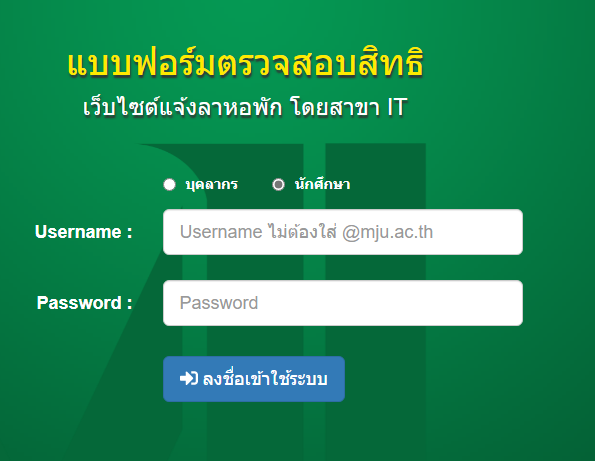 แบบฟอร์มตรวจสอบสิทธิ
เว็บไซต์แจ้งลาหอพัก โดยสาขา IT
บุคลากร นักศึกษา
Username : Username ไม่ต้องใส่ @mju.ac.th
Password : Password
ลงชื่อเข้าใช้ระบบ